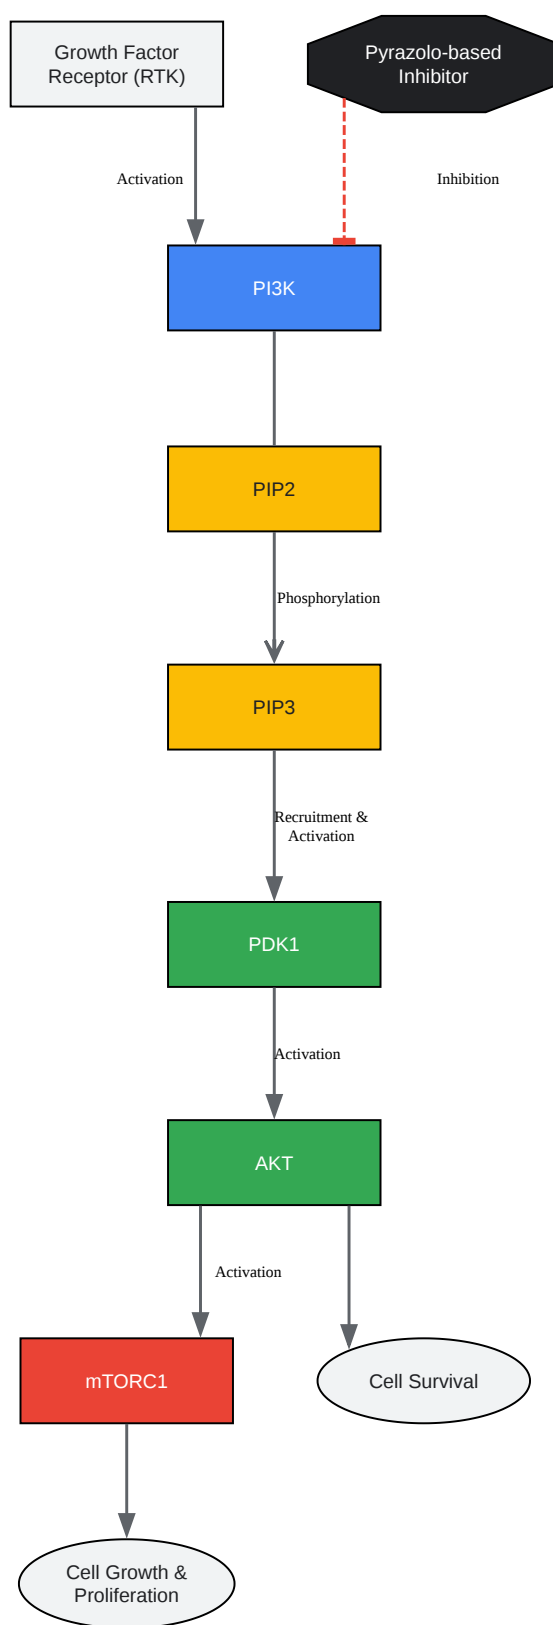 Growth Factor
Receptor (RTK)
Pyrazolo-based
Inhibitor
Activation
Inhibition
PI3K
PIP2
Phosphorylation
PIP3
Recruitment &
Activation
PDK1
Activation
AKT
Activation
mTORC1
Cell Survival
Cell Growth &
Proliferation